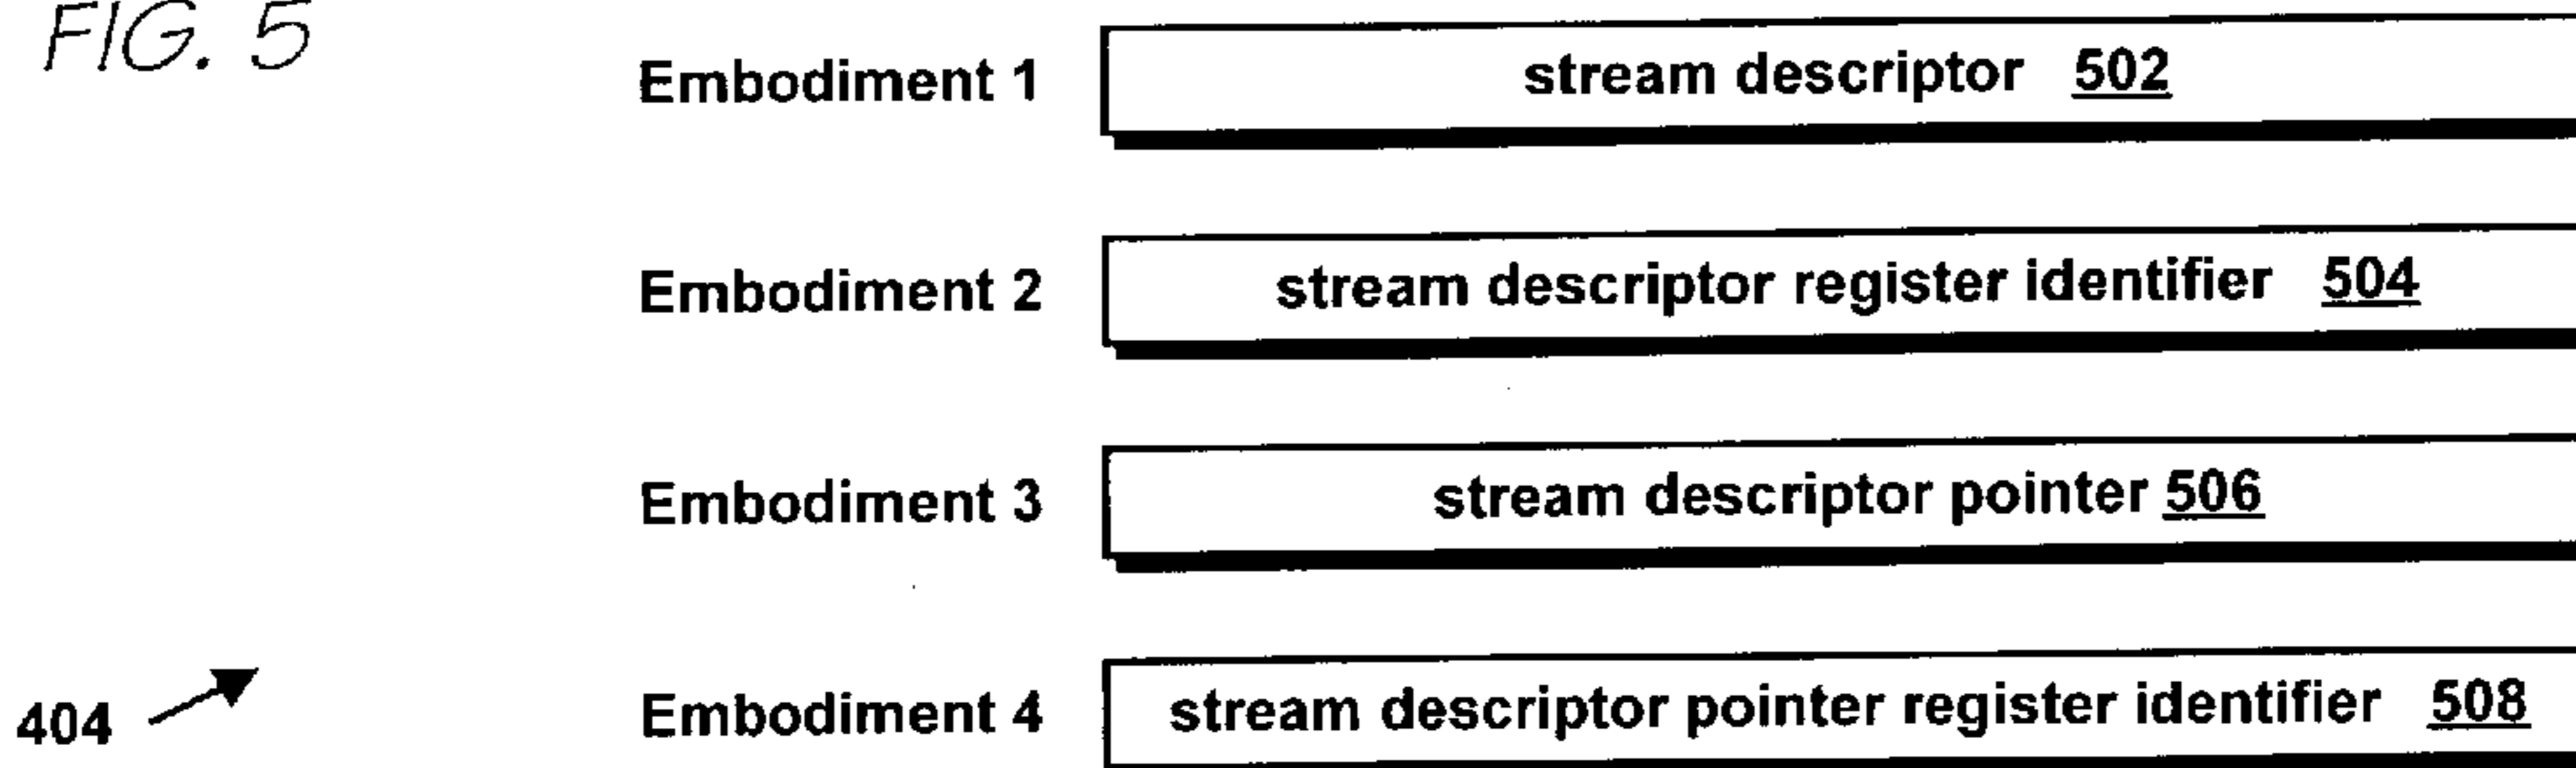 FIG. 5
Embodiment 1 stream descriptor 502
Embodiment 2 stream descriptor register identifier 504
Embodiment 3 stream descriptor pointer 506
404 Embodiment 4 stream descriptor pointer register identifier 508